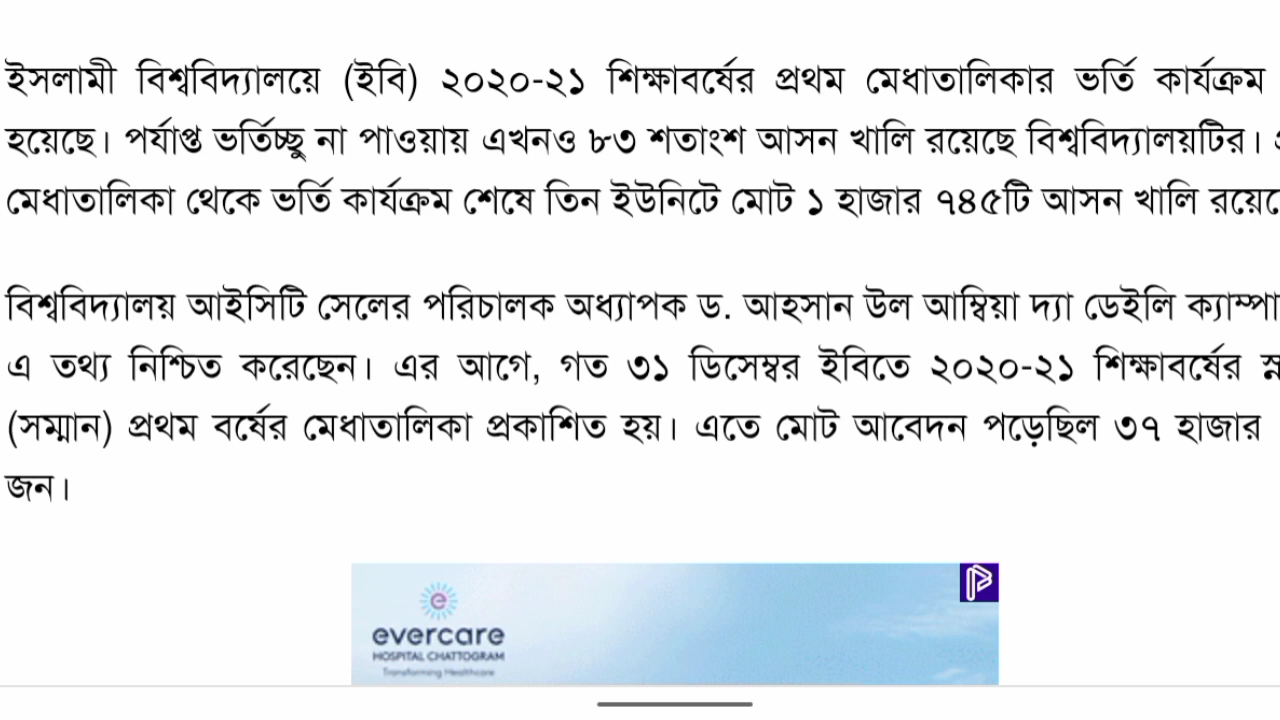 ইসলামী বিশ্ববিদ্যালয়ে (ইবি) ২০২০-২১ শিক্ষাবর্ষের প্রথম মেধাতালিকার ভর্তি কার্যক্রম
হয়েছে। পর্যাপ্ত ভর্তিচ্ছু না পাওয়ায় এখনও ৮৩ শতাংশ আসন খালি রয়েছে বিশ্ববিদ্যালয়টির।
মেধাতালিকা থেকে ভর্তি কার্যক্রম শেষে তিন ইউনিটে মোট ১ হাজার ৭৪৫টি আসন খালি
বিশ্ববিদ্যালয় আইসিটি সেলের পরিচালক অধ্যাপক ড. আহসান উল আম্বিয়া দ্যা ডেইলি
এ তথ্য নিশ্চিত করেছেন। এর আগে, গত ৩১ ডিসেম্বর ইবিতে ২০২০-২১ শিক্ষাবর্ষের
(সম্মান) প্রথম বর্ষের মেধাতালিকা প্রকাশিত হয়। এতে মোট আবেদন পড়েছিল ৩৭ হাজার
জন।
evercare
HOSPITAL CHATTOGRAM
Transforming Healthcare